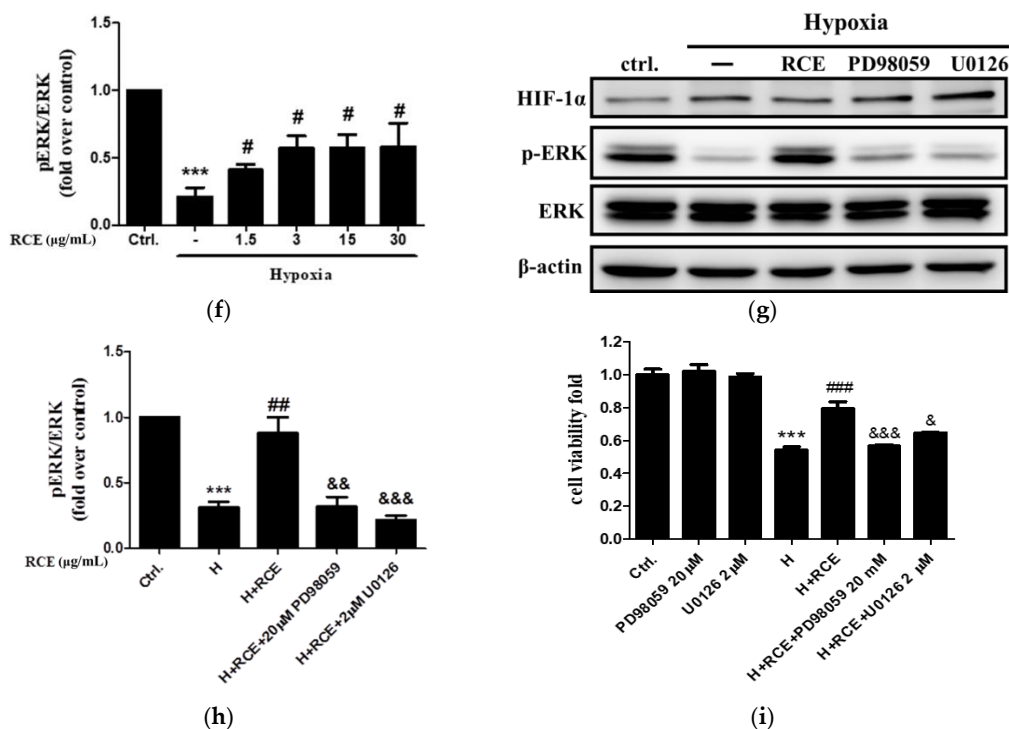 pERK/ERK
(fold over control)
1.5
1.0
0.5
0.0
***
#
#
#
#
RCE (μg/mL)
Ctrl. - 1.5 3 15 30
Hypoxia
(f)
Hypoxia
ctrl. — RCE PD98059 U0126
HIF-1α
p-ERK
ERK
β-actin
(g)
pERK/ERK
(fold over control)
1.5
1.0
0.5
0.0
***
##
&&
&&&
RCE (μg/mL)
Ctrl.
H
H+RCE
H+RCE+20μM PD98059
H+RCE+2μM U0126
(h)
cell viability fold
1.2
1.0
0.8
0.6
0.4
0.2
0.0
***
###
&&&
&
Ctrl.
PD98059 20 μM
U0126 2 μM
H
H+RCE
H+RCE+PD98059 20 mM
H+RCE+U0126 2 μM
(i)